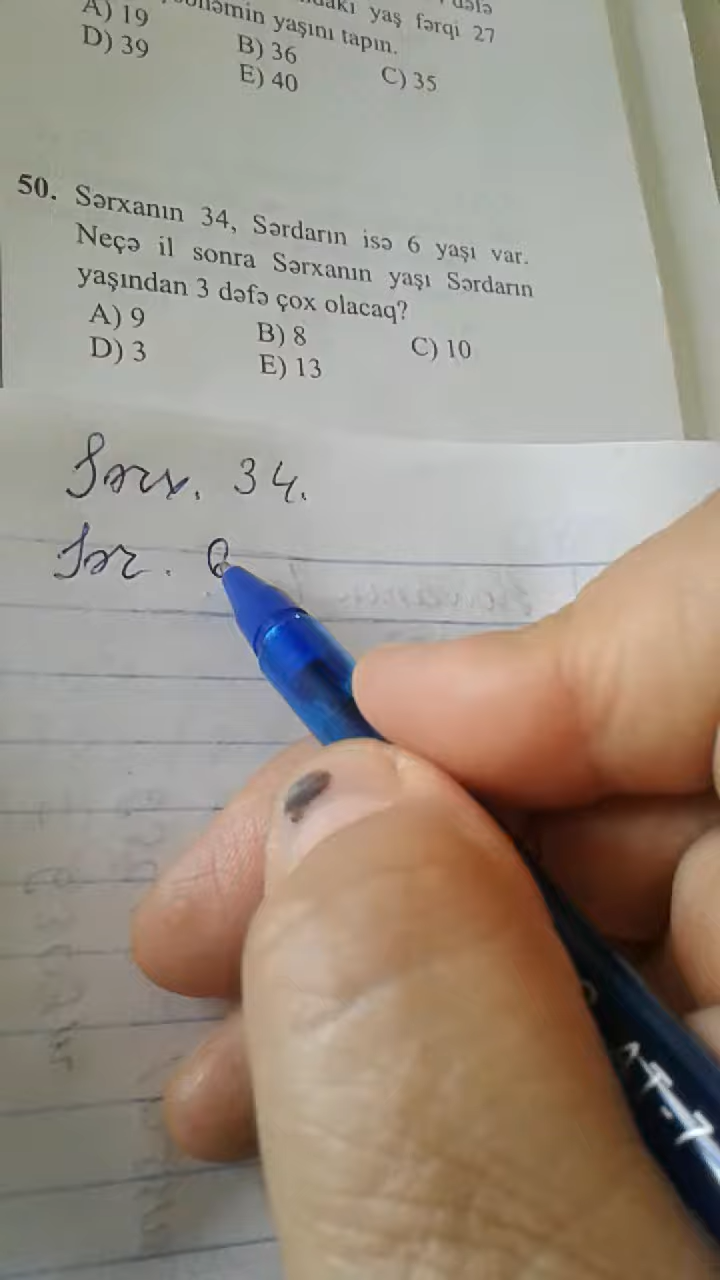 yaş fərqi 27
yaşını tapın.
A) 19
B) 36
C) 35
D) 39
E) 40
50. Sərxanın 34, Sərdarın isə 6 yaşı var.
Neçə il sonra Sərxanın yaşı Sərdarın
yaşından 3 dəfə çox olacaq?
A) 9
B) 8
C) 10
D) 3
E) 13
Sərx. 34.
Sər. 6